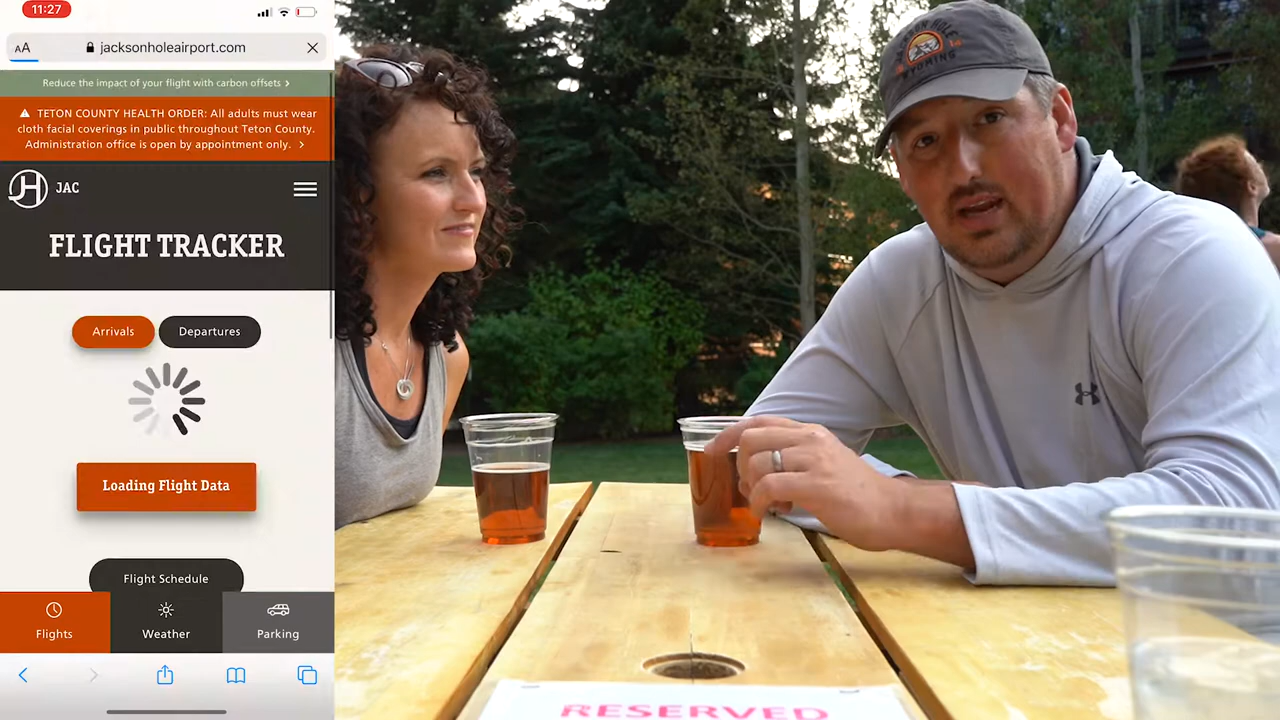 11:27
AA jacksonholeairport.com
Reduce the impact of your flight with carbon offsets
TETON COUNTY HEALTH ORDER: All adults must wear
cloth facial coverings in public throughout Teton County.
Administration office is open by appointment only.
JH JAC
FLIGHT TRACKER
Arrivals Departures
Loading Flight Data
Flight Schedule
Flights Weather Parking
WYOMING
RESERVED